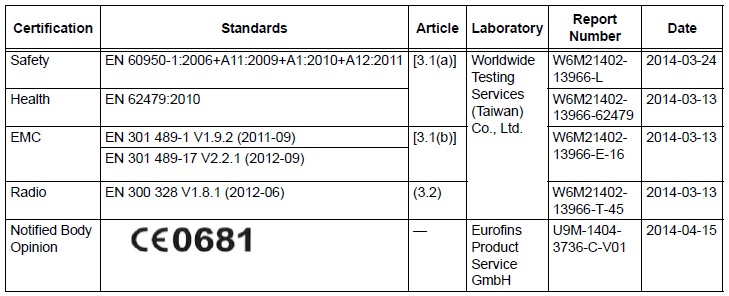 Certification Standards Article Laboratory Report Number Date
Safety EN 60950-1:2006+A11:2009+A1:2010+A12:2011 [3.1(a)] Worldwide Testing Services (Taiwan) Co., Ltd. W6M21402-13966-L 2014-03-24
Health EN 62479:2010 W6M21402-13966-62479 2014-03-13
EMC EN 301 489-1 V1.9.2 (2011-09) [3.1(b)] W6M21402-13966-E-16 2014-03-13
EN 301 489-17 V2.2.1 (2012-09)
Radio EN 300 328 V1.8.1 (2012-06) (3.2) W6M21402-13966-T-45 2014-03-13
Notified Body Opinion CE0681 — Eurofins Product Service GmbH U9M-1404-3736-C-V01 2014-04-15